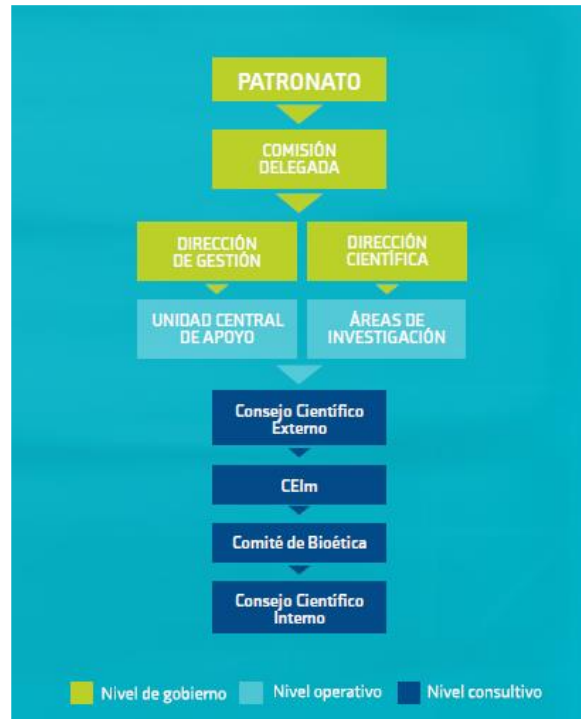 PATRONATO
COMISIÓN
DELEGADA
DIRECCIÓN
DE GESTIÓN
DIRECCIÓN
CIENTÍFICA
UNIDAD CENTRAL
DE APOYO
ÁREAS DE
INVESTIGACIÓN
Consejo Científico
Externo
CEIm
Comité de Bioética
Consejo Científico
Interno
Nivel de gobierno
Nivel operativo
Nivel consultivo